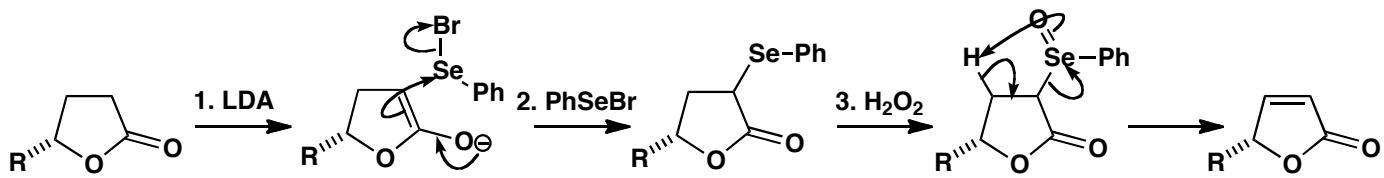 R O O
1. LDA
Br
Se
Ph
R O O ⊖
2. PhSeBr
Se–Ph
R O O
3. H₂O₂
O
H Se–Ph
R O O
R O O